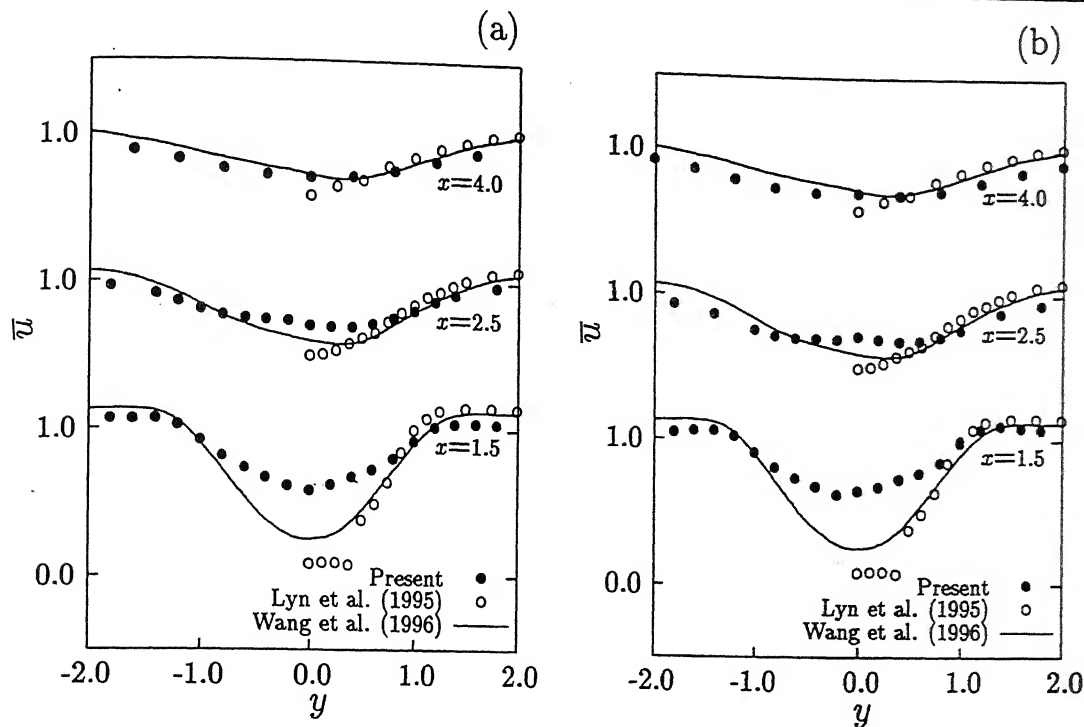 (a)
1.0
x=4.0
1.0
u̅
x=2.5
1.0
x=1.5
0.0
Present ●
Lyn et al. (1995) ○
Wang et al. (1996) —
-2.0 -1.0 0.0 1.0 2.0
y
(b)
1.0
x=4.0
1.0
u̅
x=2.5
1.0
x=1.5
0.0
Present ●
Lyn et al. (1995) ○
Wang et al. (1996) —
-2.0 -1.0 0.0 1.0 2.0
y